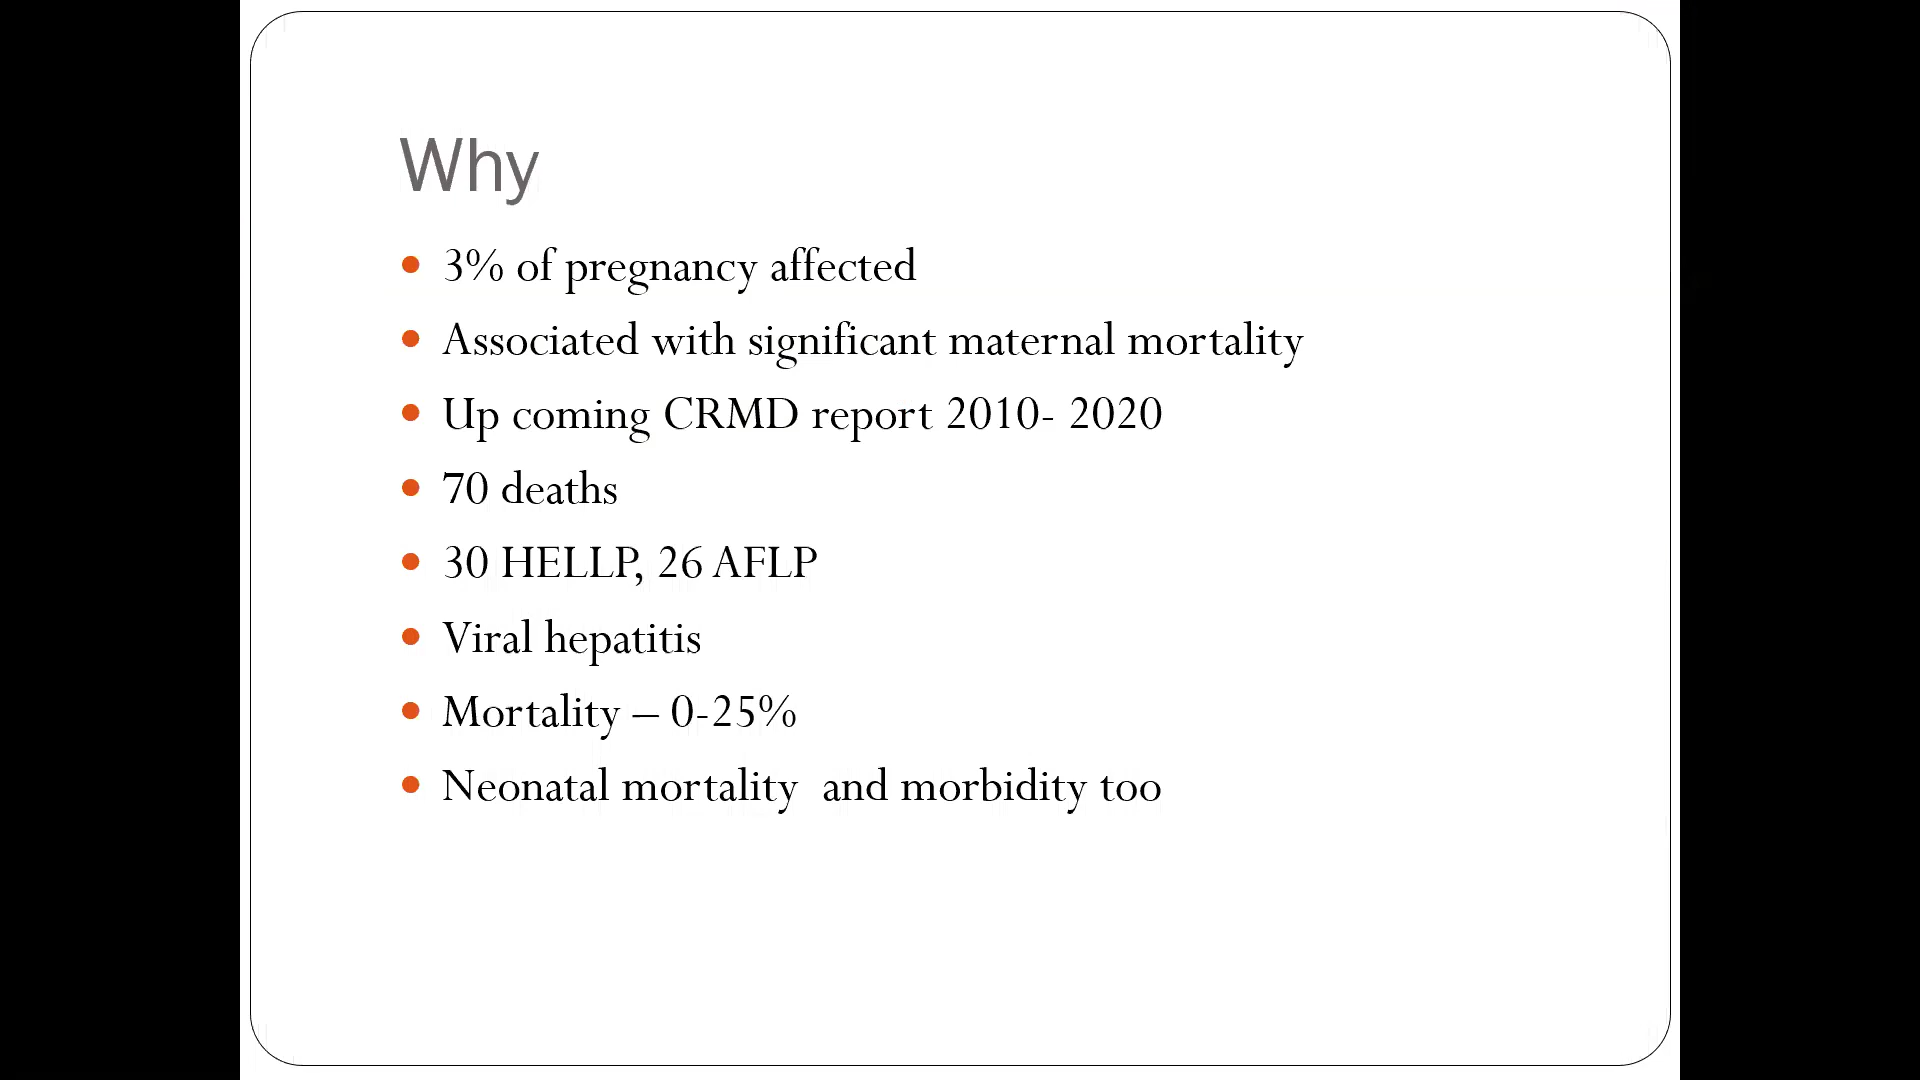 Why
3% of pregnancy affected
Associated with significant maternal mortality
Up coming CRMD report 2010- 2020
70 deaths
30 HELLP, 26 AFLP
Viral hepatitis
Mortality – 0-25%
Neonatal mortality  and morbidity too